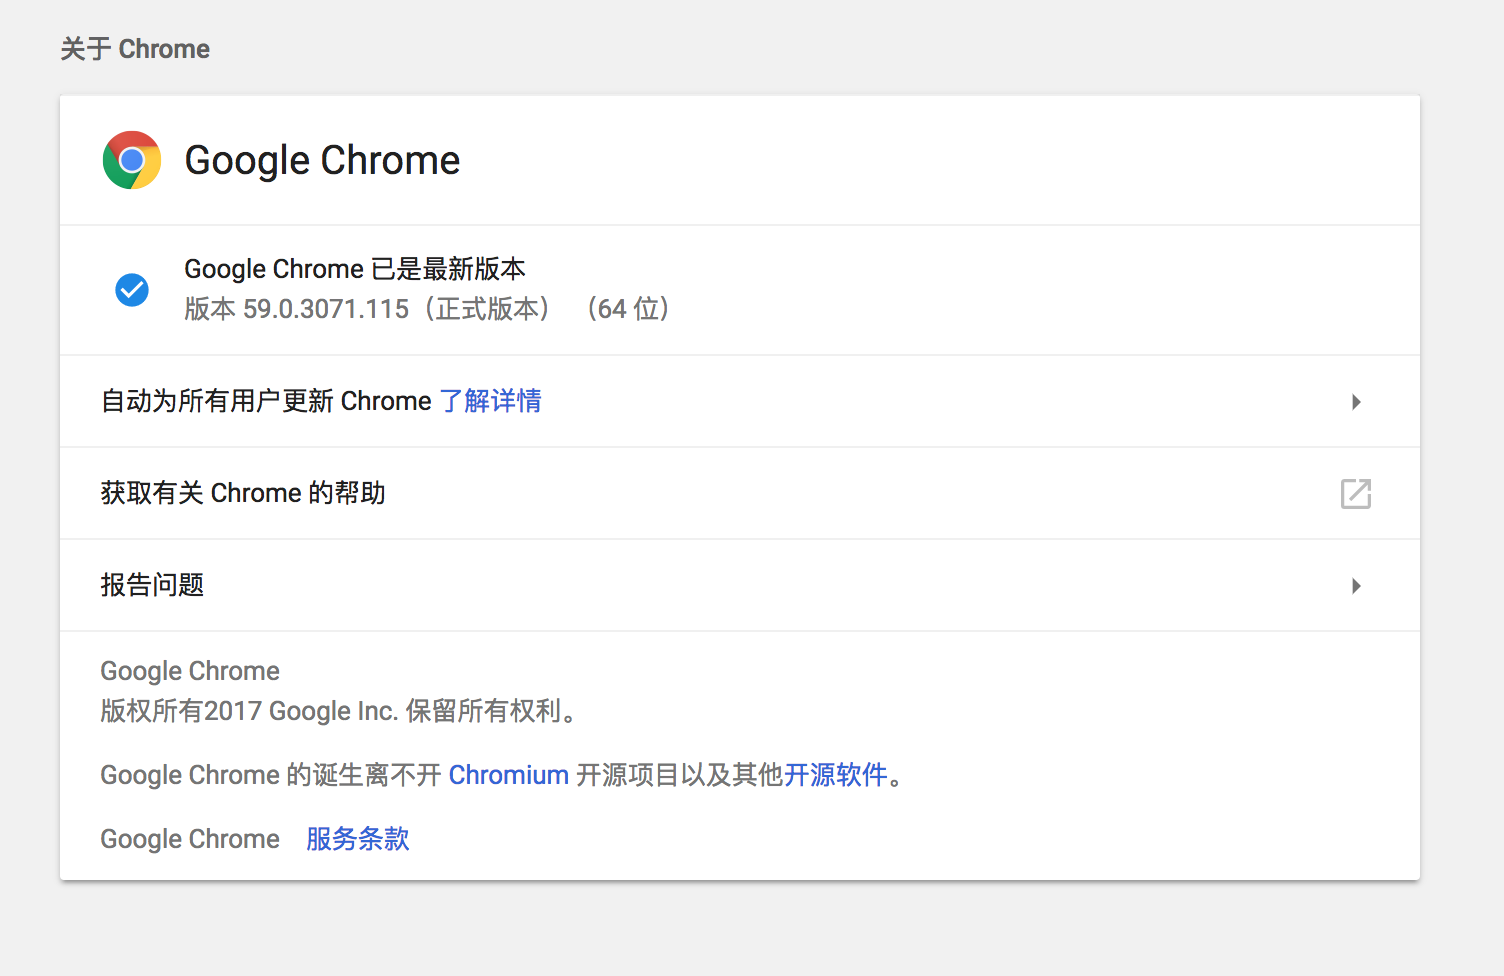 关于 Chrome
Google Chrome
Google Chrome 已是最新版本
版本 59.0.3071.115（正式版本） （64 位）
自动为所有用户更新 Chrome 了解详情
获取有关 Chrome 的帮助
报告问题
Google Chrome
版权所有2017 Google Inc. 保留所有权利。
Google Chrome 的诞生离不开 Chromium 开源项目以及其他开源软件。
Google Chrome 服务条款